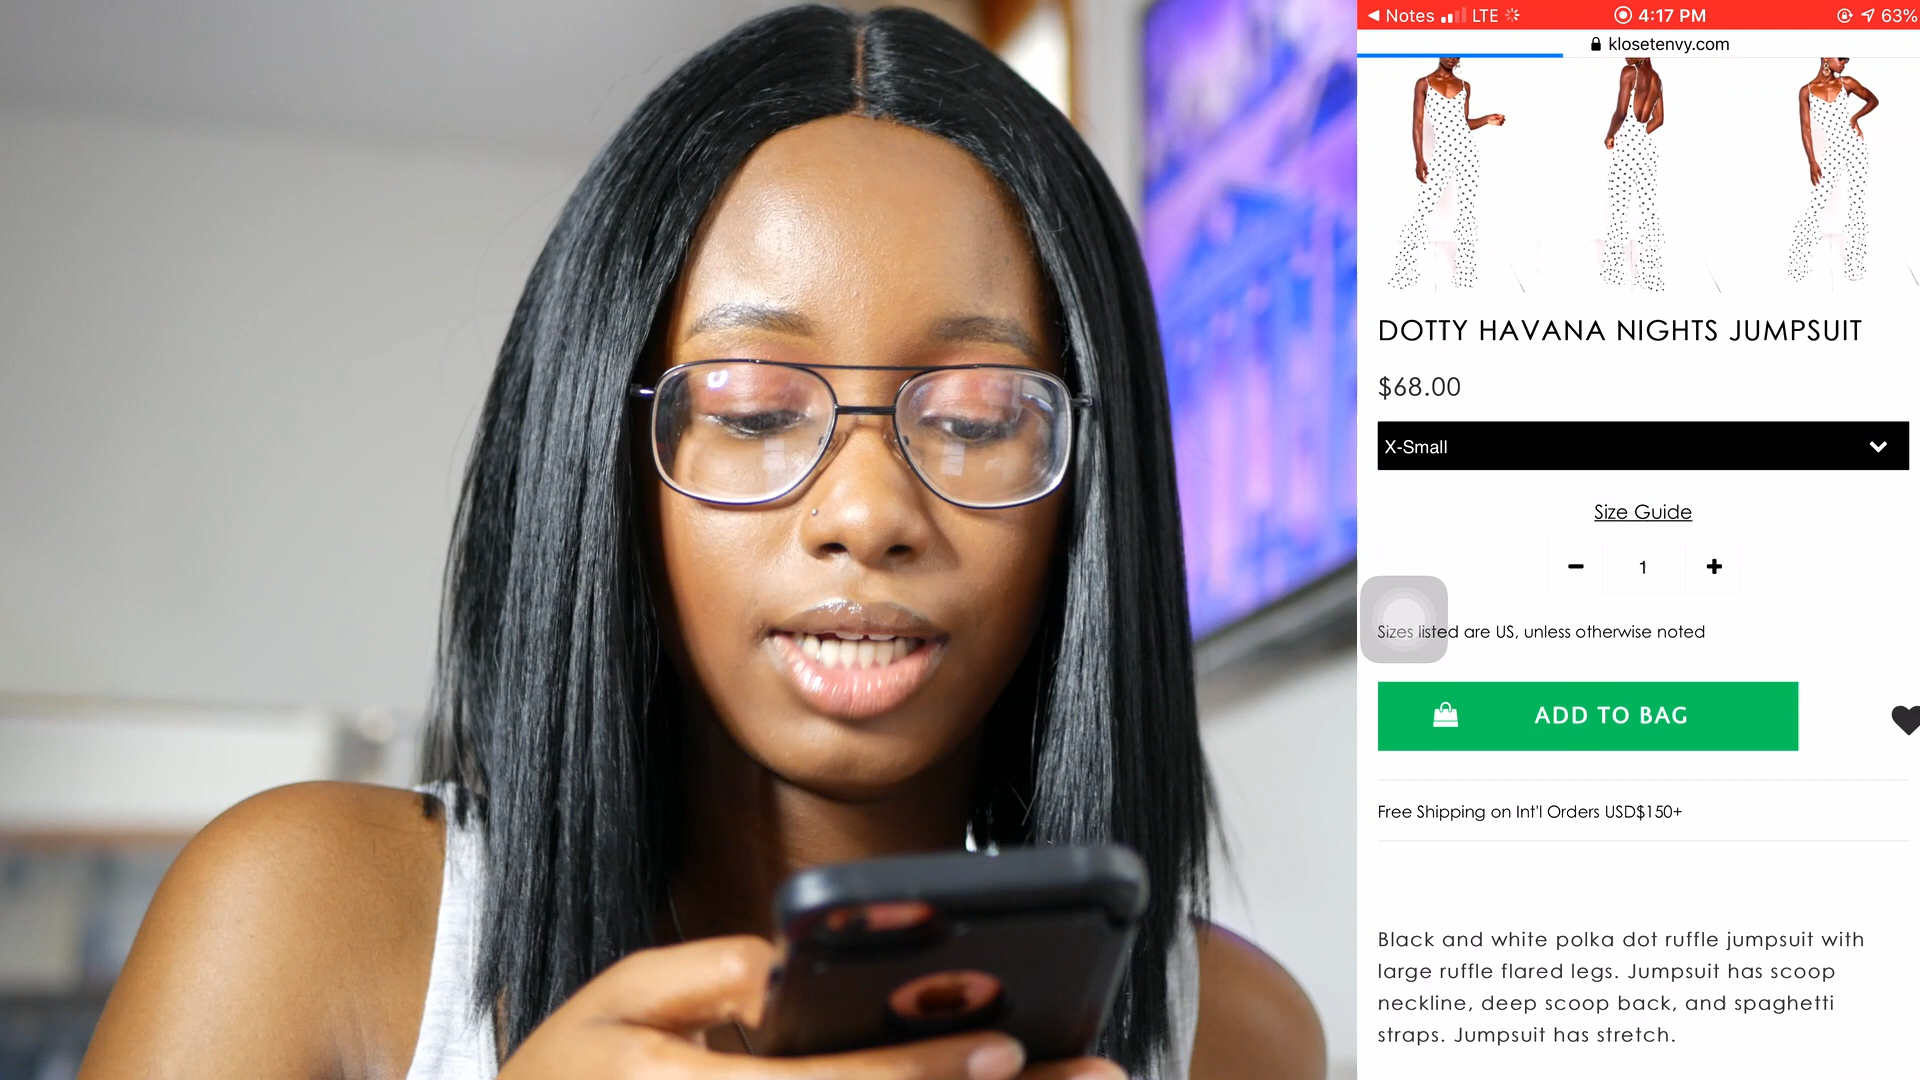 Notes LTE 4:17 PM 63%
klosetenvy.com
DOTTY HAVANA NIGHTS JUMPSUIT
$68.00
X-Small
Size Guide
1
Sizes listed are US, unless otherwise noted
ADD TO BAG
Free Shipping on Int'l Orders USD$150+
Black and white polka dot ruffle jumpsuit with
large ruffle flared legs. Jumpsuit has scoop
neckline, deep scoop back, and spaghetti
straps. Jumpsuit has stretch.